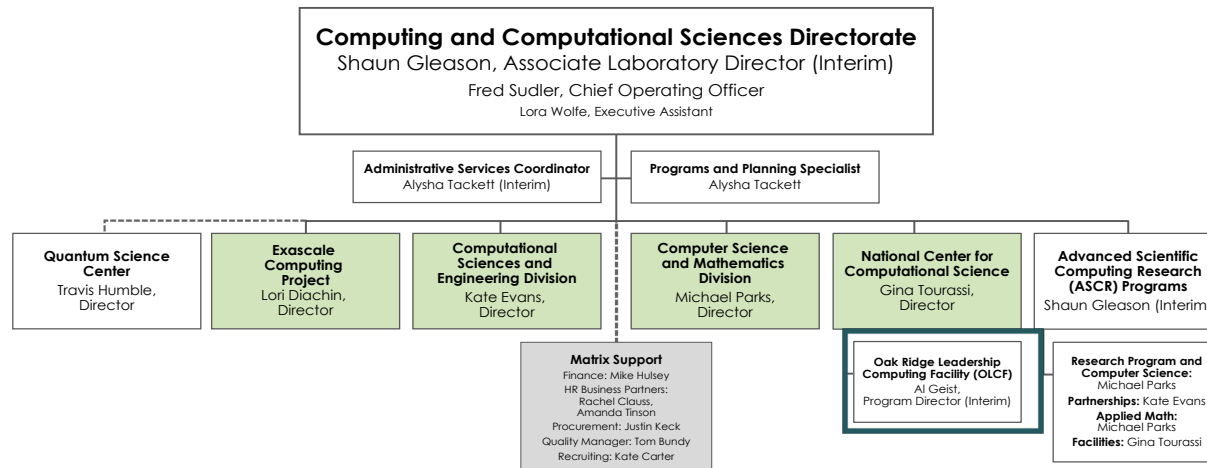 Computing and Computational Sciences Directorate
Shaun Gleason, Associate Laboratory Director (Interim)
Fred Sudler, Chief Operating Officer
Lora Wolfe, Executive Assistant
Administrative Services Coordinator
Alysha Tackett (Interim)
Programs and Planning Specialist
Alysha Tackett
Quantum Science
Center
Travis Humble,
Director
Exascale
Computing
Project
Lori Diachin,
Director
Computational
Sciences and
Engineering Division
Kate Evans,
Director
Computer Science
and Mathematics
Division
Michael Parks,
Director
National Center for
Computational Science
Gina Tourassi,
Director
Advanced Scientific
Computing Research
(ASCR) Programs
Shaun Gleason (Interim)
Matrix Support
Finance: Mike Hulsey
HR Business Partners:
Rachel Clauss,
Amanda Tinson
Procurement: Justin Keck
Quality Manager: Tom Bundy
Recruiting: Kate Carter
Oak Ridge Leadership
Computing Facility (OLCF)
Al Geist,
Program Director (Interim)
Research Program and
Computer Science:
Michael Parks
Partnerships: Kate Evans
Applied Math:
Michael Parks
Facilities: Gina Tourassi